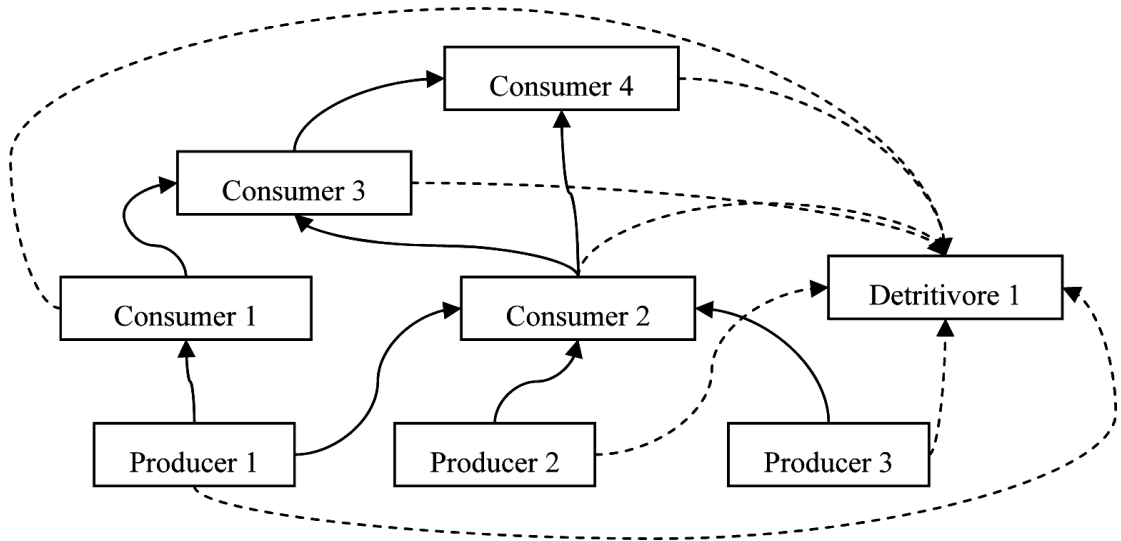 Consumer 4
Consumer 3
Detritivore 1
Consumer 1
Consumer 2
Producer 1
Producer 2
Producer 3